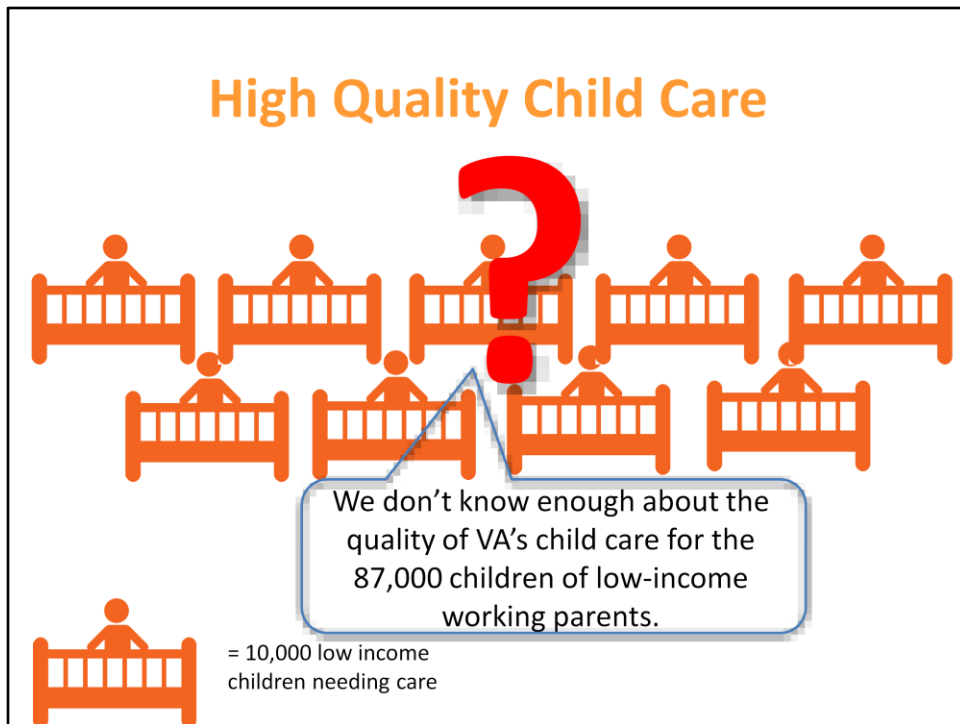 High Quality Child Care
?
We don’t know enough about the
quality of VA’s child care for the
87,000 children of low-income
working parents.
= 10,000 low income
children needing care